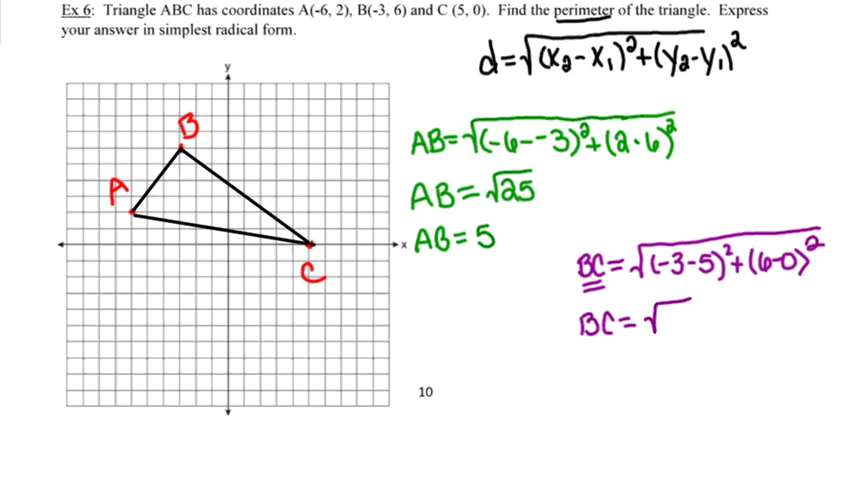 Ex 6: Triangle ABC has coordinates A(-6, 2), B(-3, 6) and C (5, 0). Find the perimeter of the triangle. Express
your answer in simplest radical form.
d=√(x₂-x₁)²+(y₂-y₁)²
y
B
A
C
x
AB=√(-6--3)²+(2-6)²
AB=√25
AB=5
BC=√(-3-5)²+(6-0)²
BC=√
10